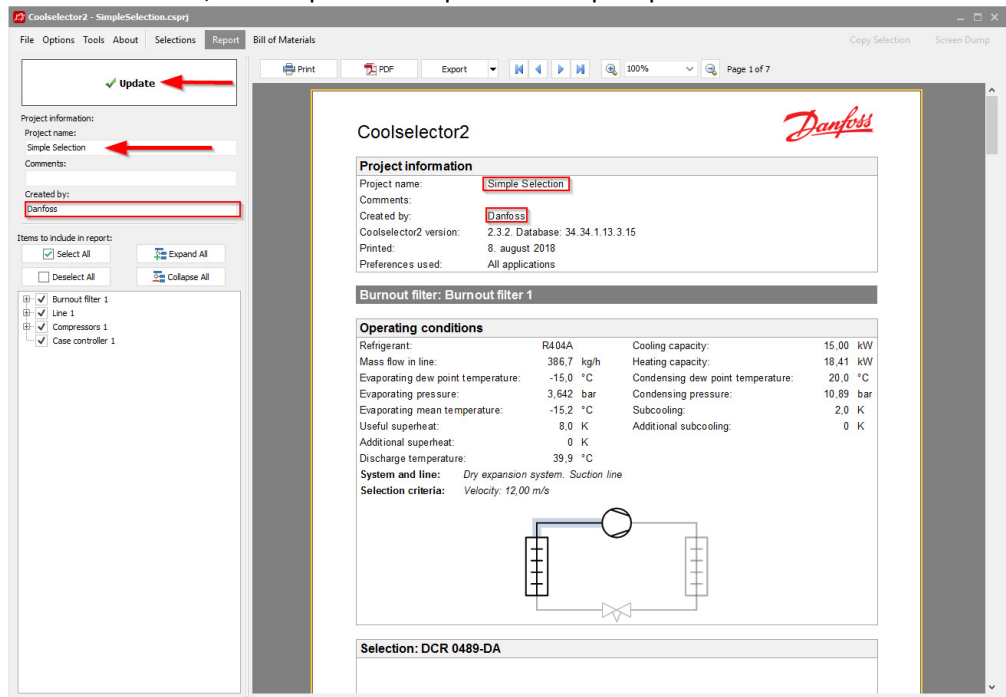 Coolselector2 - SimpleSelection.csprj
File Options Tools About Selections Report Bill of Materials Copy Selection Screen Dump
Update
Print PDF Export 100% Page 1 of 7
Project information:
Project name:
Simple Selection
Comments:
Created by:
Danfoss
Items to include in report:
Select All Expand All
Deselect All Collapse All
Burnout filter 1
Line 1
Compressors 1
Case controller 1
Coolselector2 Danfoss
Project information
Project name: Simple Selection
Comments:
Created by: Danfoss
Coolselector2 version: 2.3.2. Database: 34.34.1.13.3.15
Printed: 8. august 2018
Preferences used: All applications
Burnout filter: Burnout filter 1
Operating conditions
Refrigerant: R404A Cooling capacity: 15,00 kW
Mass flow in line: 386,7 kg/h Heating capacity: 18,41 kW
Evaporating dew point temperature: -15,0 °C Condensing dew point temperature: 20,0 °C
Evaporating pressure: 3,642 bar Condensing pressure: 10,89 bar
Evaporating mean temperature: -15,2 °C Subcooling: 2,0 K
Useful superheat: 8,0 K Additional subcooling: 0 K
Additional superheat: 0 K
Discharge temperature: 39,9 °C
System and line: Dry expansion system. Suction line
Selection criteria: Velocity: 12,00 m/s
Selection: DCR 0489-DA